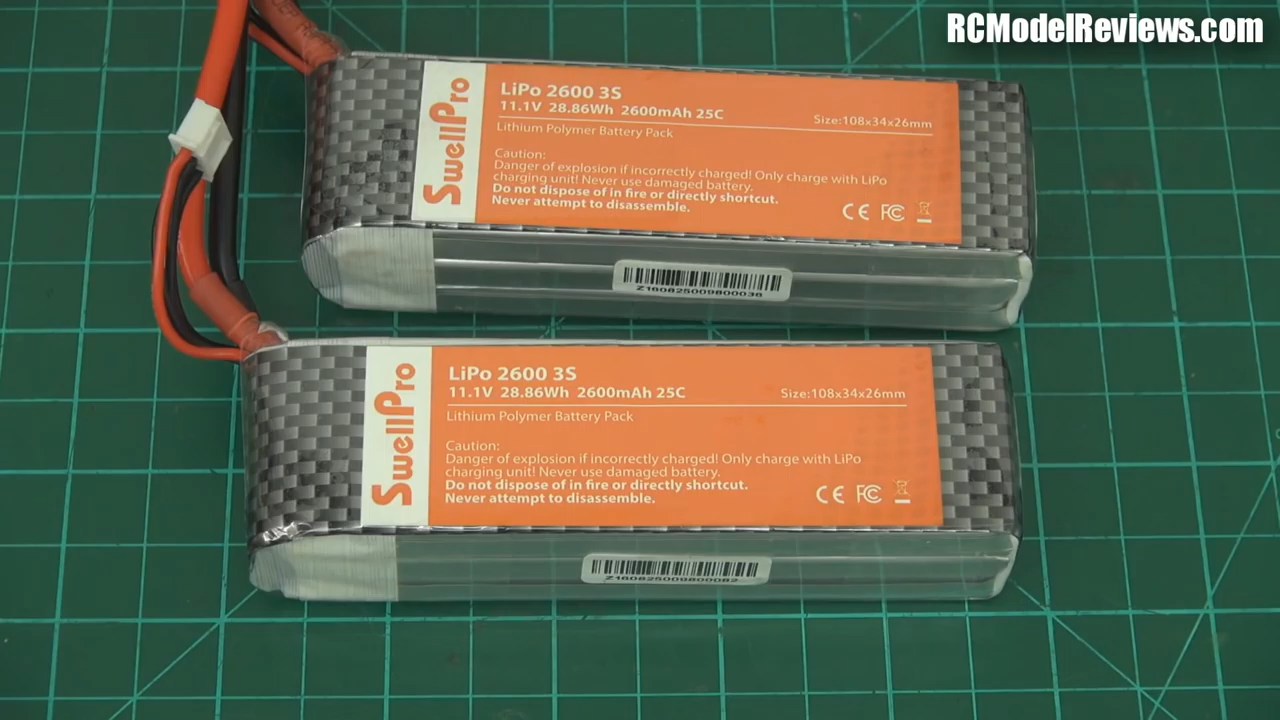 RCModelReviews.com
LiPo 2600 3S
11.1V 28.86Wh 2600mAh 25C
Size:108x34x26mm
Lithium Polymer Battery Pack
Caution:
Danger of explosion if incorrectly charged! Only charge with LiPo
charging unit! Never use damaged battery.
Do not dispose of in fire or directly shortcut.
Never attempt to disassemble.
CE FC
SwellPro
Z160825009800036
LiPo 2600 3S
11.1V 28.86Wh 2600mAh 25C
Size:108x34x26mm
Lithium Polymer Battery Pack
Caution:
Danger of explosion if incorrectly charged! Only charge with LiPo
charging unit! Never use damaged battery.
Do not dispose of in fire or directly shortcut.
Never attempt to disassemble.
CE FC
SwellPro
Z160825009800082